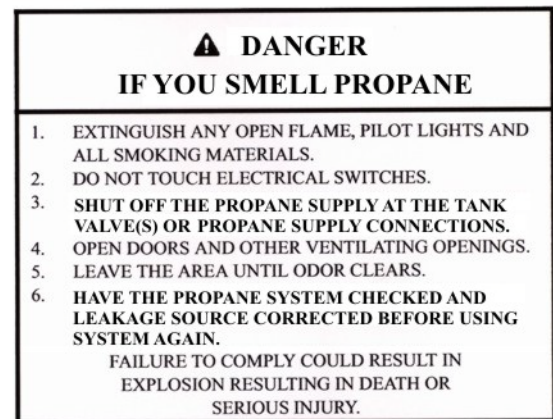 ⚠ DANGER
IF YOU SMELL PROPANE
1. EXTINGUISH ANY OPEN FLAME, PILOT LIGHTS AND
ALL SMOKING MATERIALS.
2. DO NOT TOUCH ELECTRICAL SWITCHES.
3. SHUT OFF THE PROPANE SUPPLY AT THE TANK
VALVE(S) OR PROPANE SUPPLY CONNECTIONS.
4. OPEN DOORS AND OTHER VENTILATING OPENINGS.
5. LEAVE THE AREA UNTIL ODOR CLEARS.
6. HAVE THE PROPANE SYSTEM CHECKED AND
LEAKAGE SOURCE CORRECTED BEFORE USING
SYSTEM AGAIN.
FAILURE TO COMPLY COULD RESULT IN
EXPLOSION RESULTING IN DEATH OR
SERIOUS INJURY.